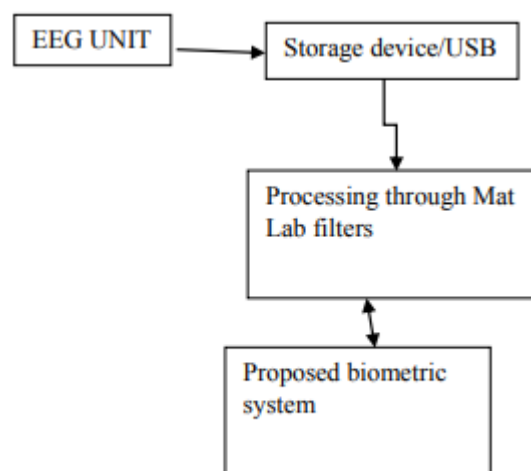 EEG UNIT
Storage device/USB
Processing through Mat
Lab filters
Proposed biometric
system